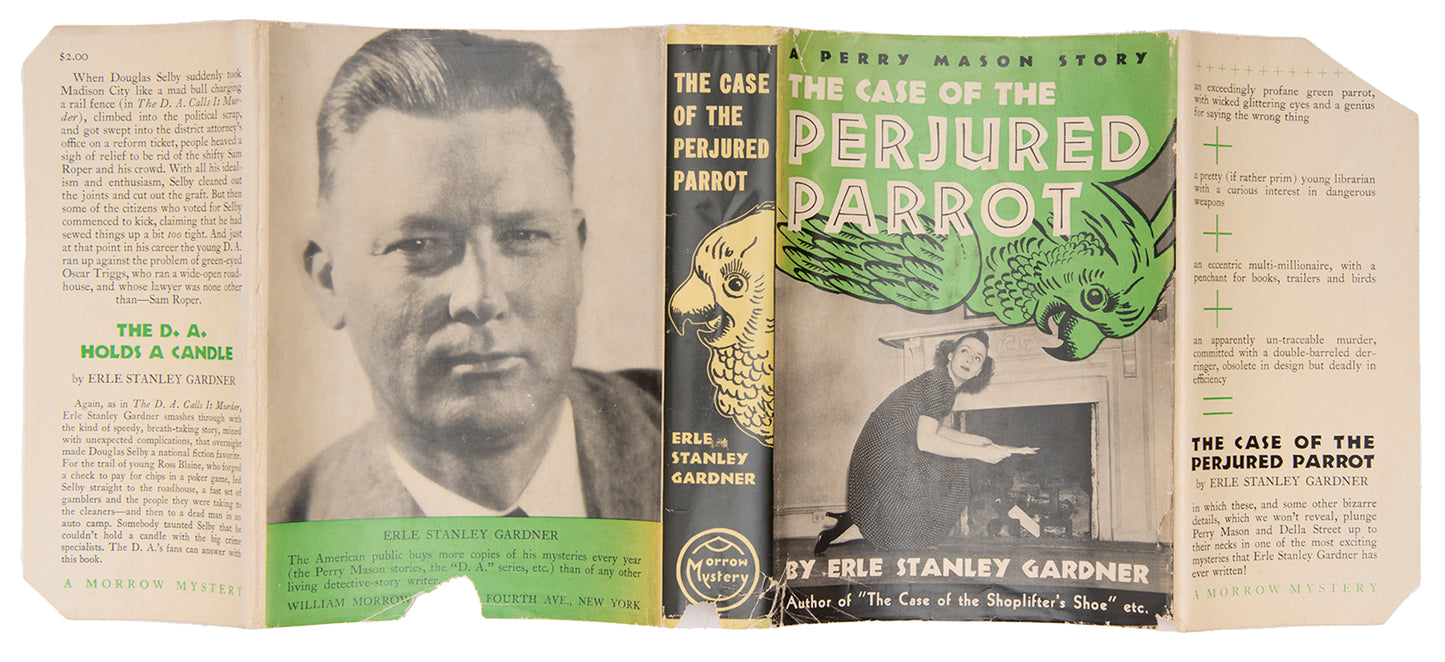 $2.00
When Douglas Selby suddenly took
Madison City like a mad bull charging
a rail fence (in The D. A. Calls It Mur-
der), climbed into the political scrap,
and got swept into the district attorney's
office on a reform ticket, people heaved a
sigh of relief to be rid of the shifty Sam
Roper and his crowd. With all his ideal-
ism and enthusiasm, Selby cleaned out
the joints and cut out the graft. But then
some of the citizens who voted for Selby
commenced to kick, claiming that he had
sewed things up a bit too tight. And just
at that point in his career the young D. A.
ran up against the problem of green-eyed
Oscar Triggs, who ran a wide-open road-
house, and whose lawyer was none other
than—Sam Roper.
THE D. A.
HOLDS A CANDLE
by ERLE STANLEY GARDNER
Again, as in The D. A. Calls It Murder,
Erle Stanley Gardner smashes through with
the kind of speedy, breath-taking story, mined
with unexpected complications, that overnight
made Douglas Selby a national fiction favorite.
For the trail of young Ross Blaine, who forged
a check to pay for chips in a poker game, led
Selby straight to the roadhouse, a fast set of
gamblers and the people they were taking to
the cleaners—and then to a dead man in an
auto camp. Somebody taunted Selby that he
couldn't hold a candle with the big crime
specialists. The D. A.'s fans can answer with
this book.
A MORROW MYSTERY
ERLE STANLEY GARDNER
The American public buys more copies of his mysteries every year
(the Perry Mason stories, the "D. A." series, etc.) than of any other
living detective-story writer
WILLIAM MORROW FOURTH AVE., NEW YORK
THE CASE
OF THE
PERJURED
PARROT
ERLE
STANLEY
GARDNER
Morrow
Mystery
A PERRY MASON STORY
THE CASE OF THE
PERJURED
PARROT
BY ERLE STANLEY GARDNER
Author of "The Case of the Shoplifter's Shoe" etc.
an exceedingly profane green parrot,
with wicked glittering eyes and a genius
for saying the wrong thing
+
a pretty (if rather prim) young librarian
with a curious interest in dangerous
weapons
+
an eccentric multi-millionaire, with a
penchant for books, trailers and birds
+
an apparently un-traceable murder,
committed with a double-barreled der-
ringer, obsolete in design but deadly in
efficiency
=
THE CASE OF THE
PERJURED PARROT
by ERLE STANLEY GARDNER
in which these, and some other bizarre
details, which we won't reveal, plunge
Perry Mason and Della Street up to
their necks in one of the most exciting
mysteries that Erle Stanley Gardner has
ever written!
A MORROW MYSTERY